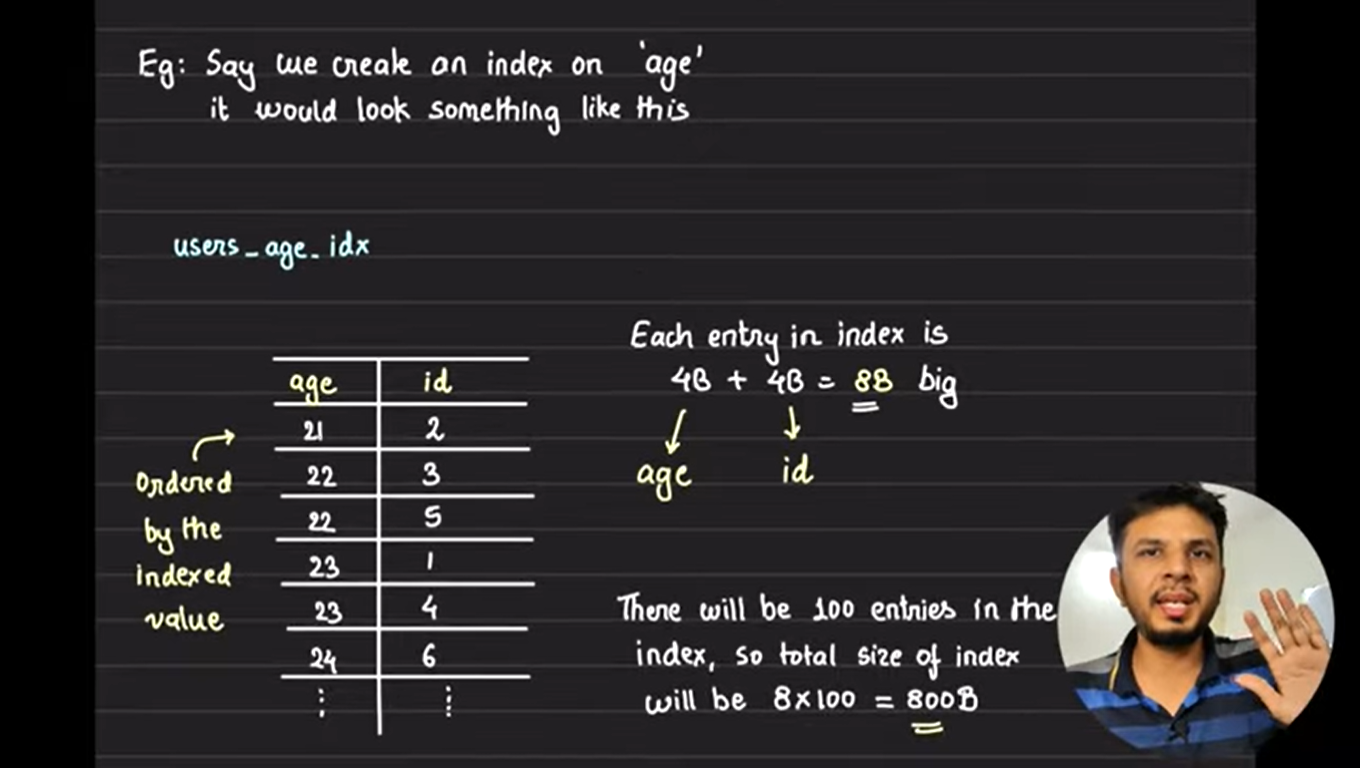 Eg: Say we create an index on 'age'
it would look something like this
users_age_idx
age id
21 2
22 3
22 5
23 1
23 4
24 6
⋮ ⋮
Ordered
by the
indexed
value
Each entry in index is
4B + 4B = 8B big
age id
There will be 100 entries in the
index, so total size of index
will be 8x100 = 800B